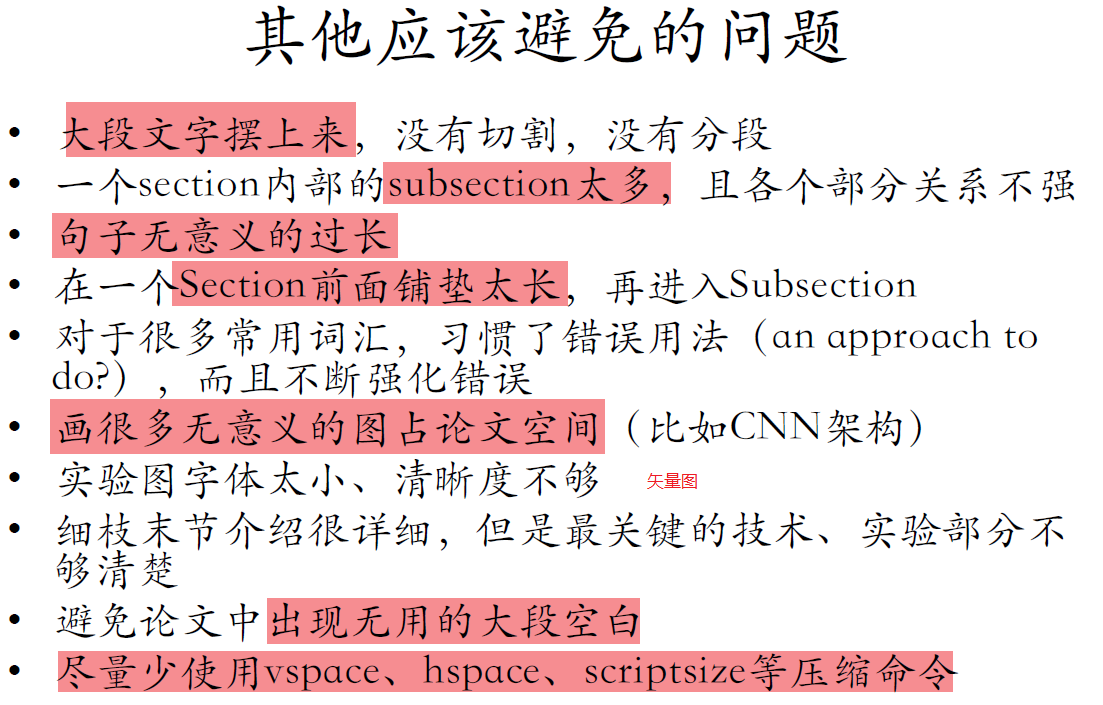 其他应该避免的问题
• 大段文字摆上来，没有切割，没有分段
• 一个section内部的subsection太多，且各个部分关系不强
• 句子无意义的过长
• 在一个Section前面铺垫太长，再进入Subsection
• 对于很多常用词汇，习惯了错误用法（an approach to
do?），而且不断强化错误
• 画很多无意义的图占论文空间（比如CNN架构）
• 实验图字体太小、清晰度不够 矢量图
• 细枝末节介绍很详细，但是最关键的技术、实验部分不
够清楚
• 避免论文中出现无用的大段空白
• 尽量少使用vspace、hspace、scriptsize等压缩命令